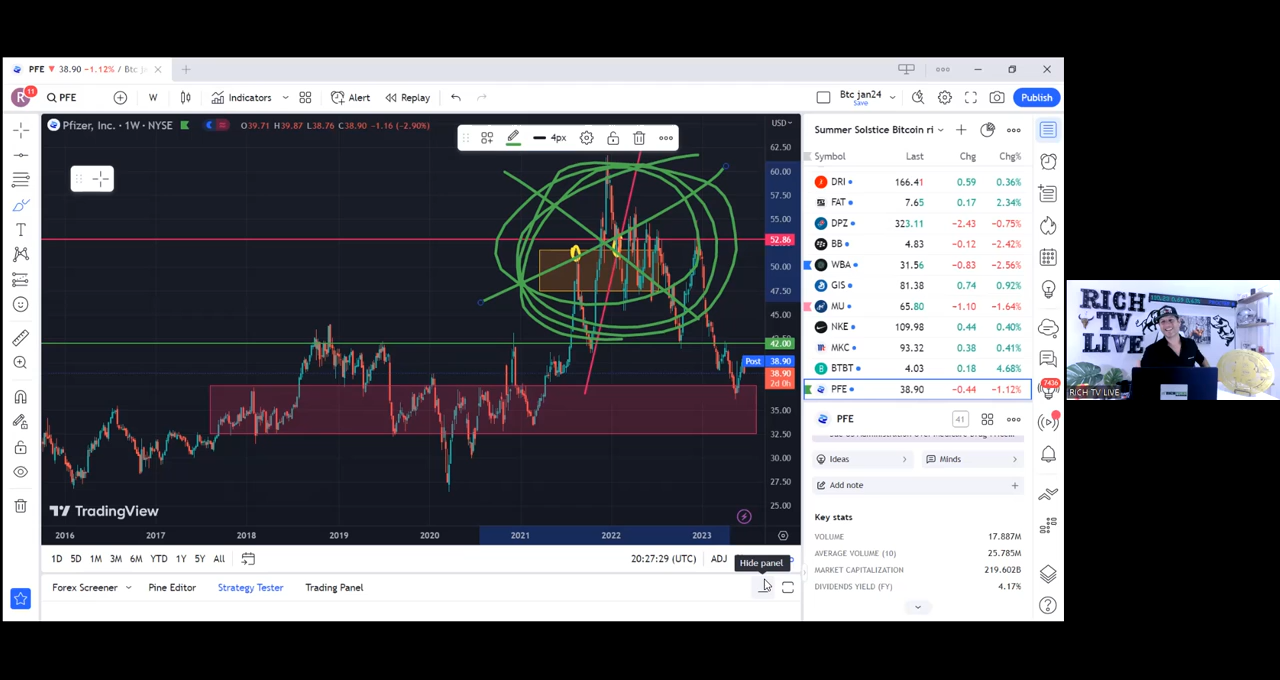 PFE ▼ 38.90 −1.12% / Btc ja
R 11 PFE W Indicators Alert Replay Btc jan24 Save Publish
Pfizer, Inc. · 1W · NYSE O39.71 H39.87 L38.76 C38.90 −1.16 (−2.90%) USD
4px
62.50
60.00
57.50
55.00
52.86
50.00
47.50
45.00
42.00
Post 38.90
38.90
2d 0h
35.00
32.50
30.00
27.50
25.00
TradingView
2016 2017 2018 2019 2020 2021 2022 2023
1D 5D 1M 3M 6M YTD 1Y 5Y All 20:27:29 (UTC) ADJ
Hide panel
Forex Screener Pine Editor Strategy Tester Trading Panel
Summer Solstice Bitcoin ri
Symbol Last Chg Chg%
DRI 166.41 0.59 0.36%
FAT 7.65 0.17 2.34%
DPZ 323.11 −2.43 −0.75%
BB 4.83 −0.12 −2.42%
WBA 31.56 −0.83 −2.56%
GIS 81.38 0.74 0.92%
MU 65.80 −1.10 −1.64%
NKE 109.98 0.44 0.40%
MKC 93.32 0.38 0.41%
BTBT 4.03 0.18 4.68%
PFE 38.90 −0.44 −1.12%
PFE 41
Ideas Minds
Add note
Key stats
VOLUME 17.887M
AVERAGE VOLUME (10) 25.785M
MARKET CAPITALIZATION 219.602B
DIVIDENDS YIELD (FY) 4.17%
7436
RICH
TV
LIVE
RICH TV LIVE